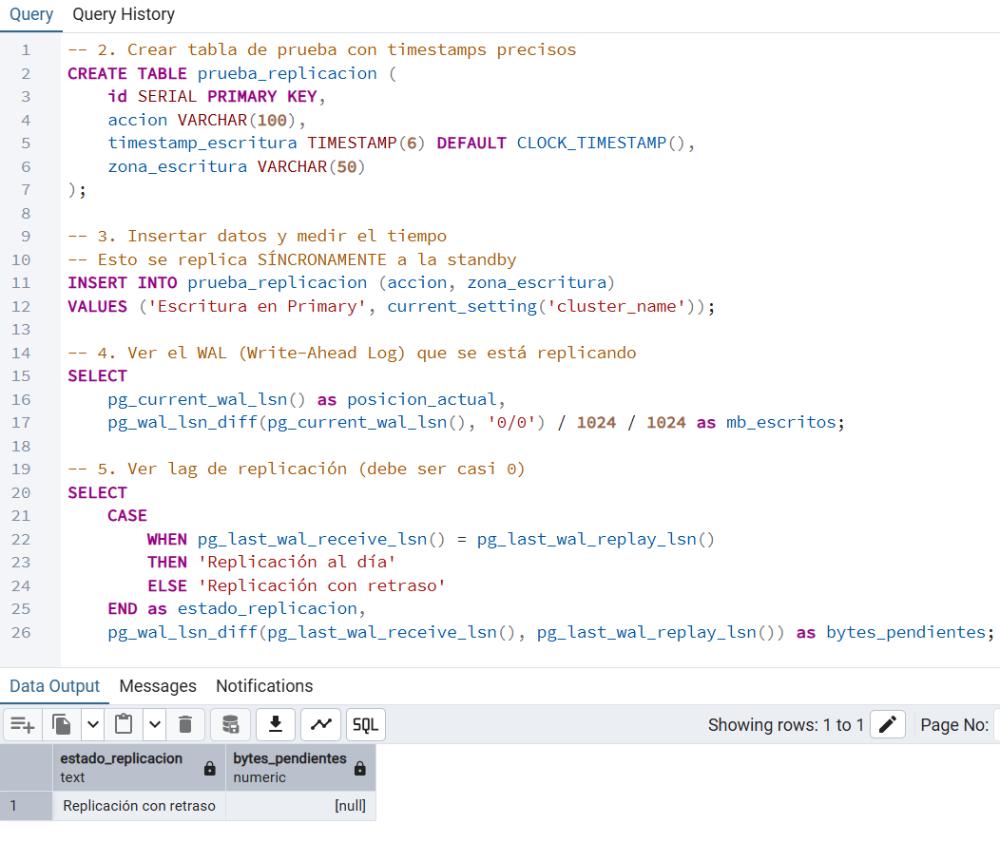 Query Query History
1 -- 2. Crear tabla de prueba con timestamps precisos
2 CREATE TABLE prueba_replicacion (
3     id SERIAL PRIMARY KEY,
4     accion VARCHAR(100),
5     timestamp_escritura TIMESTAMP(6) DEFAULT CLOCK_TIMESTAMP(),
6     zona_escritura VARCHAR(50)
7 );
8
9 -- 3. Insertar datos y medir el tiempo
10 -- Esto se replica SÍNCRONAMENTE a la standby
11 INSERT INTO prueba_replicacion (accion, zona_escritura)
12 VALUES ('Escritura en Primary', current_setting('cluster_name'));
13
14 -- 4. Ver el WAL (Write-Ahead Log) que se está replicando
15 SELECT
16     pg_current_wal_lsn() as posicion_actual,
17     pg_wal_lsn_diff(pg_current_wal_lsn(), '0/0') / 1024 / 1024 as mb_escritos;
18
19 -- 5. Ver lag de replicación (debe ser casi 0)
20 SELECT
21     CASE
22         WHEN pg_last_wal_receive_lsn() = pg_last_wal_replay_lsn()
23         THEN 'Replicación al día'
24         ELSE 'Replicación con retraso'
25     END as estado_replicacion,
26     pg_wal_lsn_diff(pg_last_wal_receive_lsn(), pg_last_wal_replay_lsn()) as bytes_pendientes;
Data Output Messages Notifications
SQL Showing rows: 1 to 1 Page No:
estado_replicacion bytes_pendientes
text numeric
1 Replicación con retraso [null]